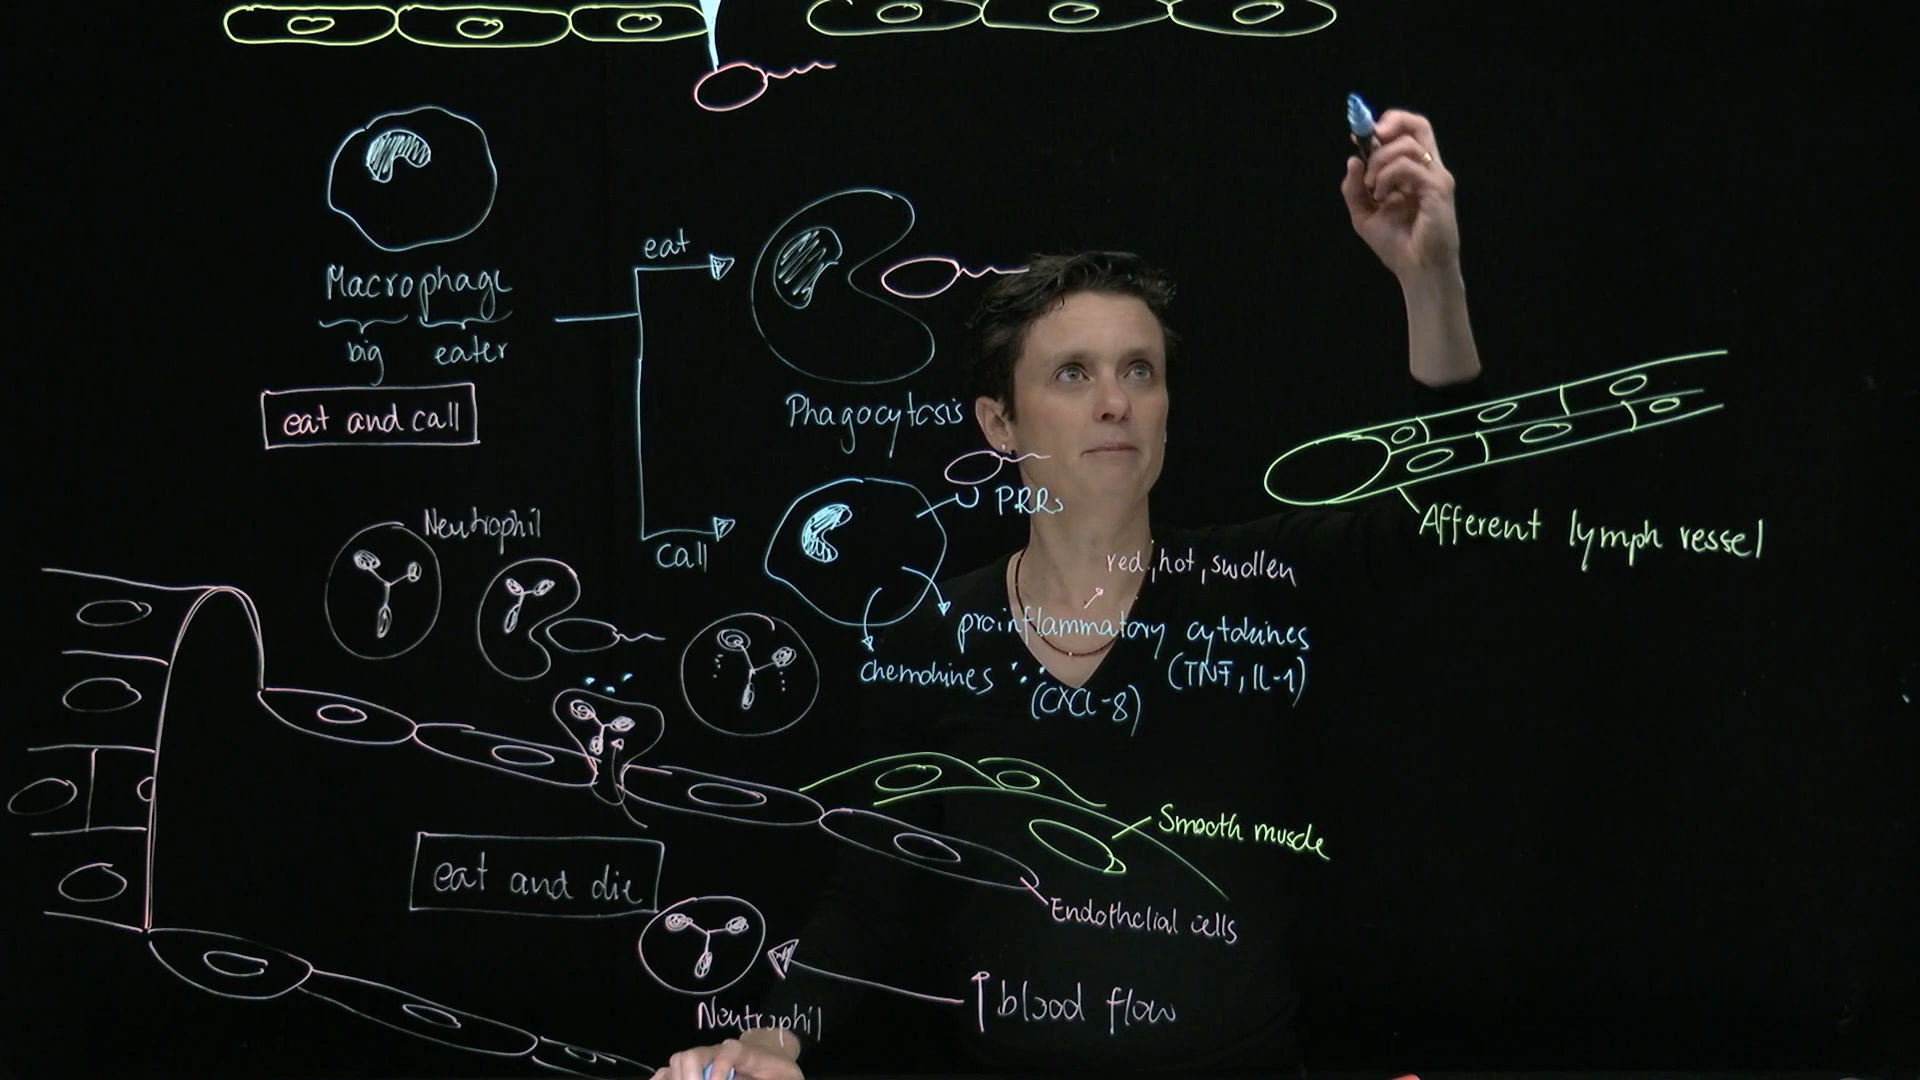 Macrophage
big eater
eat and call
eat
Phagocytosis
call
PRRs
red, hot, swollen
proinflammatory cytokines
(TNF, IL-1)
chemokines
(CXCL-8)
Neutrophil
Afferent lymph vessel
Smooth muscle
Endothelial cells
eat and die
Neutrophil
↑ blood flow